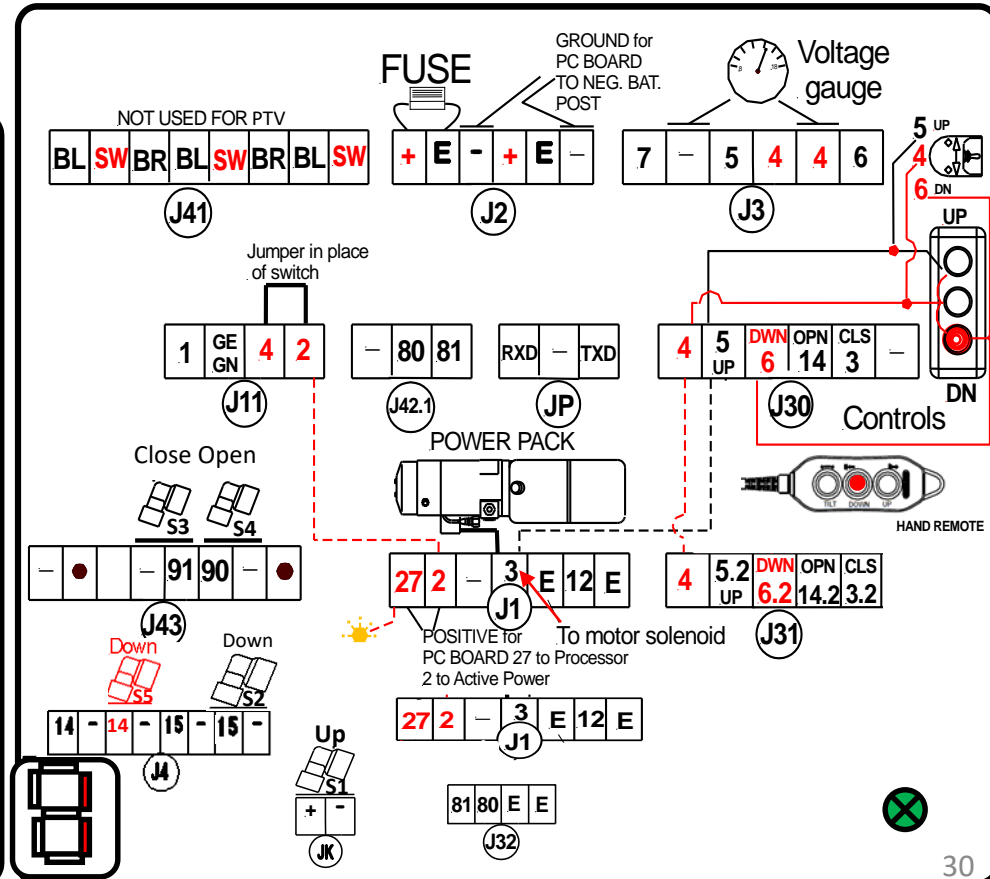 FUSE
GROUND for
PC BOARD
TO NEG. BAT.
POST
Voltage
gauge
8 18
NOT USED FOR PTV
BL SW BR BL SW BR BL SW
J41
+ E - + E -
J2
7 - 5 4 4 6
J3
5 UP
4
6 DN
UP
DN
Jumper in place
of switch
1 GE GN 4 2
J11
- 80 81
J42.1
RXD - TXD
JP
4 5 UP DWN 6 OPN 14 CLS 3 -
J30
Controls
Close Open
S3 S4
- - 91 90 -
J43
POWER PACK
27 2 - 3 E 12 E
J1
To motor solenoid
POSITIVE for
PC BOARD 27 to Processor
2 to Active Power
TILT DOWN UP
HAND REMOTE
4 5.2 UP DWN 6.2 OPN 14.2 CLS 3.2
J31
Down Down
S5 S2
14 - 14 - 15 - 15 -
J4
27 2 - 3 E 12 E
J1
Up
S1
+ -
JK
81 80 E E
J32
30